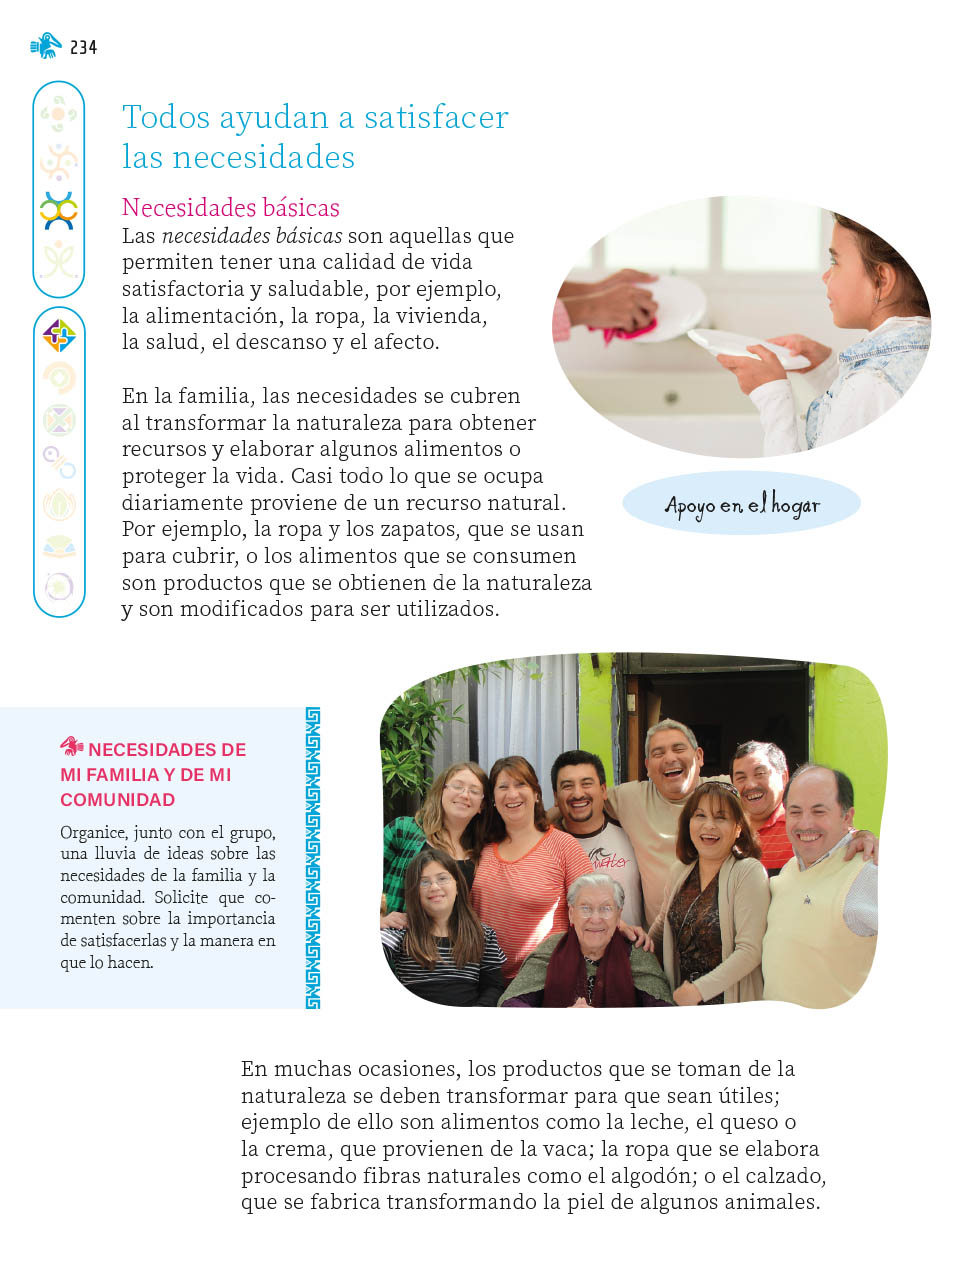 234
Todos ayudan a satisfacer
las necesidades
Necesidades básicas
Las necesidades básicas son aquellas que
permiten tener una calidad de vida
satisfactoria y saludable, por ejemplo,
la alimentación, la ropa, la vivienda,
la salud, el descanso y el afecto.
En la familia, las necesidades se cubren
al transformar la naturaleza para obtener
recursos y elaborar algunos alimentos o
proteger la vida. Casi todo lo que se ocupa
diariamente proviene de un recurso natural.
Por ejemplo, la ropa y los zapatos, que se usan
para cubrir, o los alimentos que se consumen
son productos que se obtienen de la naturaleza
y son modificados para ser utilizados.
Apoyo en el hogar
NECESIDADES DE
MI FAMILIA Y DE MI
COMUNIDAD
Organice, junto con el grupo,
una lluvia de ideas sobre las
necesidades de la familia y la
comunidad. Solicite que co-
menten sobre la importancia
de satisfacerlas y la manera en
que lo hacen.
En muchas ocasiones, los productos que se toman de la
naturaleza se deben transformar para que sean útiles;
ejemplo de ello son alimentos como la leche, el queso o
la crema, que provienen de la vaca; la ropa que se elabora
procesando fibras naturales como el algodón; o el calzado,
que se fabrica transformando la piel de algunos animales.